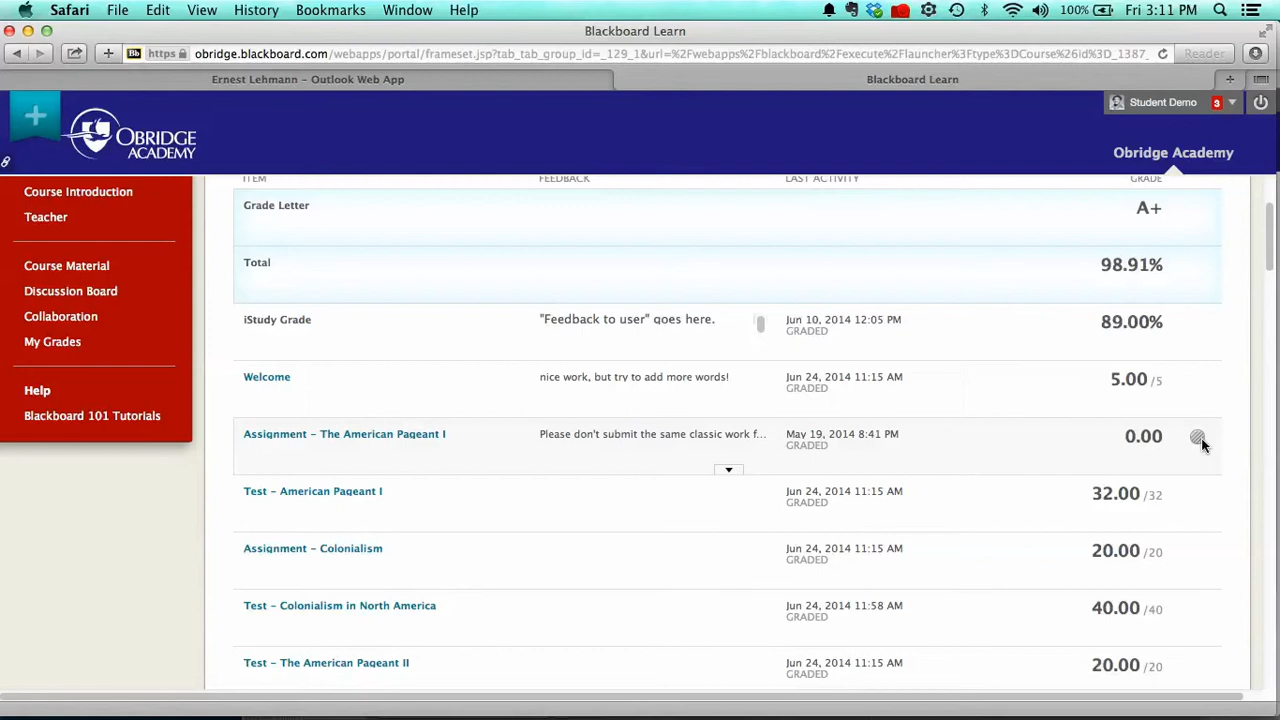 Safari File Edit View History Bookmarks Window Help 100% Fri 3:11 PM
Blackboard Learn
Bb https obridge.blackboard.com/webapps/portal/frameset.jsp?tab_tab_group_id=_129_1&url=%2Fwebapps%2Fblackboard%2Fexecute%2Flauncher%3Ftype%3DCourse%26id%3D_1387_ Reader
Ernest Lehmann – Outlook Web App Blackboard Learn
Student Demo 3
OBRIDGE
ACADEMY
Obridge Academy
ITEM FEEDBACK LAST ACTIVITY GRADE
Course Introduction
Teacher
Course Material
Discussion Board
Collaboration
My Grades
Help
Blackboard 101 Tutorials
Grade Letter A+
Total 98.91%
iStudy Grade "Feedback to user" goes here. Jun 10, 2014 12:05 PM 89.00%
GRADED
Welcome nice work, but try to add more words! Jun 24, 2014 11:15 AM 5.00 /5
GRADED
Assignment – The American Pageant I Please don't submit the same classic work f... May 19, 2014 8:41 PM 0.00
GRADED
Test – American Pageant I Jun 24, 2014 11:15 AM 32.00 /32
GRADED
Assignment – Colonialism Jun 24, 2014 11:15 AM 20.00 /20
GRADED
Test – Colonialism in North America Jun 24, 2014 11:58 AM 40.00 /40
GRADED
Test – The American Pageant II Jun 24, 2014 11:15 AM 20.00 /20
GRADED